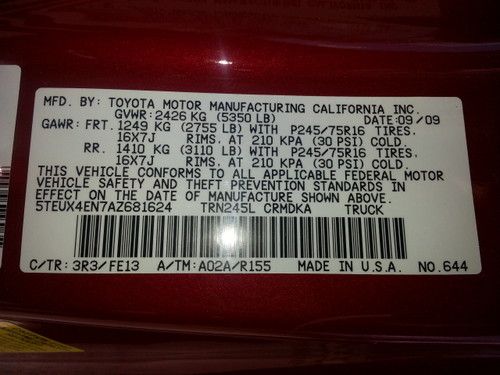 MFD. BY: TOYOTA MOTOR MANUFACTURING CALIFORNIA INC.
GVWR: 2426 KG (5350 LB) DATE: 09/09
GAWR: FRT. 1249 KG (2755 LB) WITH P245/75R16 TIRES.
16X7J RIMS. AT 210 KPA (30 PSI) COLD.
RR. 1410 KG (3110 LB) WITH P245/75R16 TIRES.
16X7J RIMS. AT 210 KPA (30 PSI) COLD.
THIS VEHICLE CONFORMS TO ALL APPLICABLE FEDERAL MOTOR
VEHICLE SAFETY AND THEFT PREVENTION STANDARDS IN
EFFECT ON THE DATE OF MANUFACTURE SHOWN ABOVE.
5TEUX4EN7AZ681624 TRN245L CRMDKA TRUCK
C/TR: 3R3/FE13 A/TM: A02A/R155 MADE IN U.S.A. NO.644